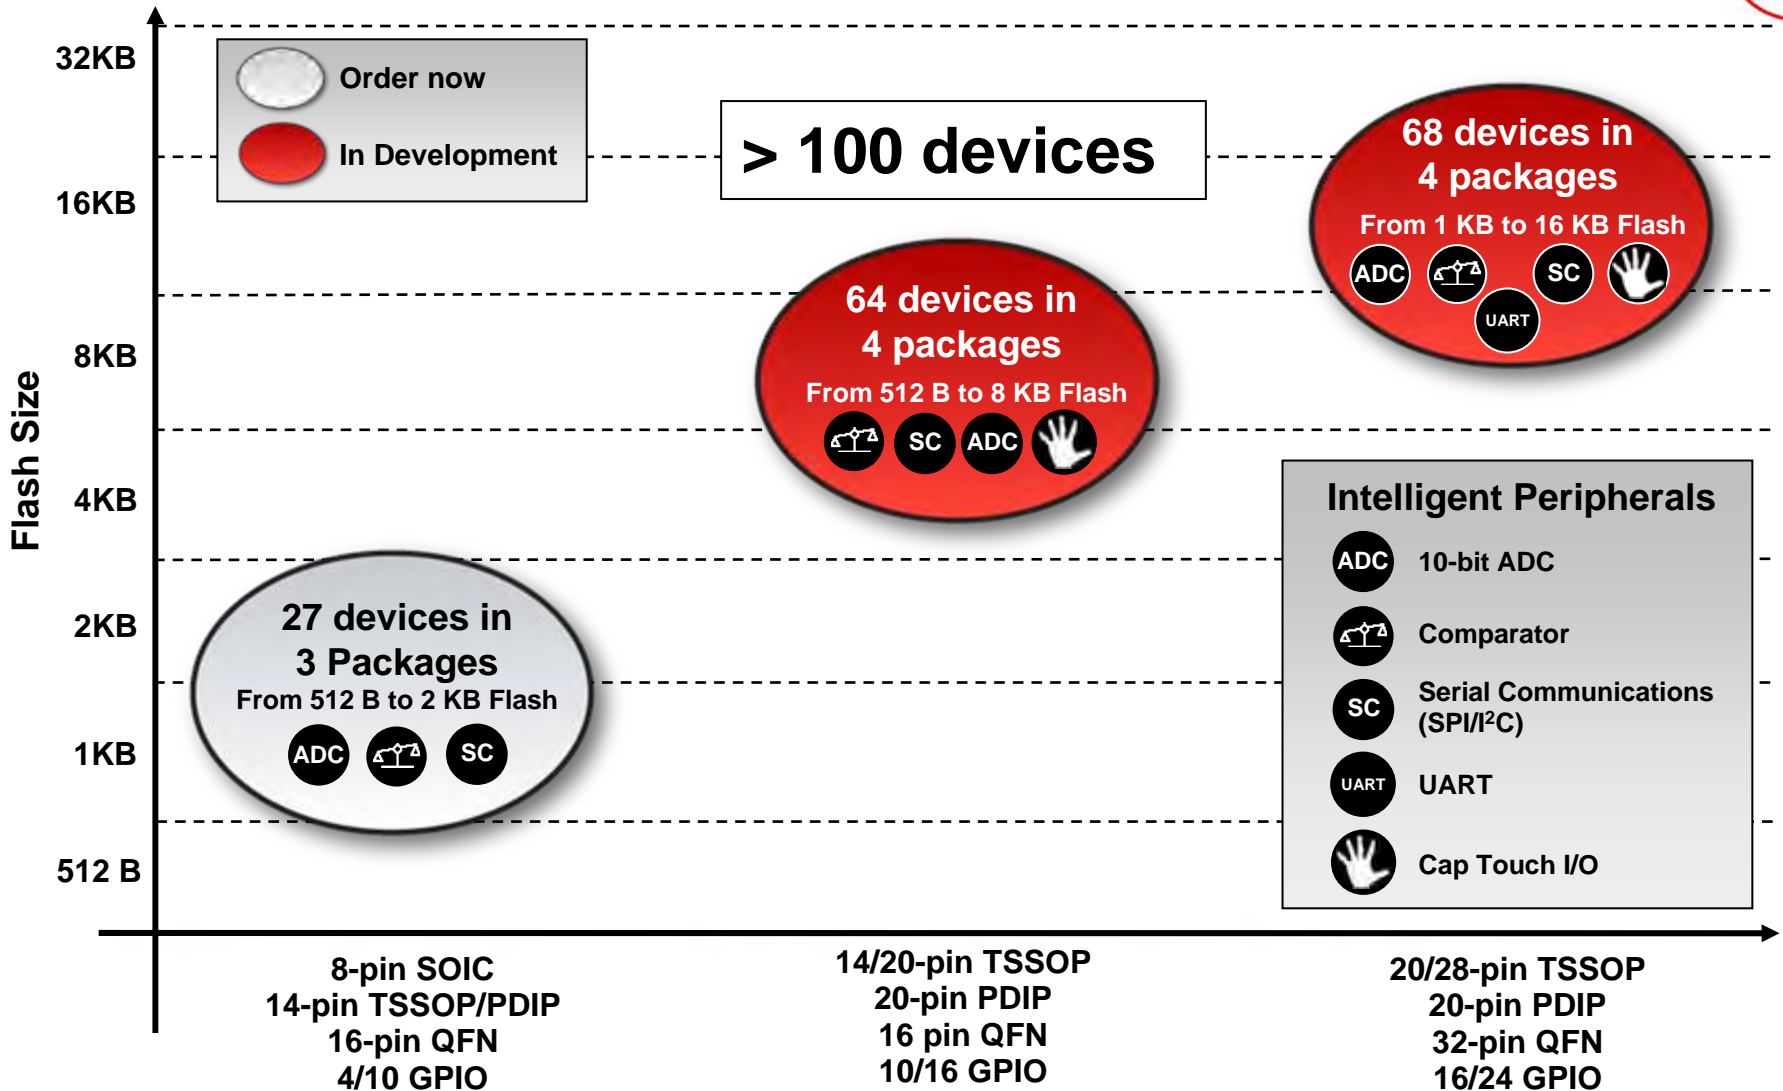 32KB
16KB
8KB
4KB
2KB
1KB
512 B
Flash Size
Order now
In Development
> 100 devices
68 devices in
4 packages
From 1 KB to 16 KB Flash
ADC
SC
UART
64 devices in
4 packages
From 512 B to 8 KB Flash
SC
ADC
27 devices in
3 Packages
From 512 B to 2 KB Flash
ADC
SC
Intelligent Peripherals
ADC 10-bit ADC
Comparator
SC Serial Communications
(SPI/I²C)
UART UART
Cap Touch I/O
8-pin SOIC
14-pin TSSOP/PDIP
16-pin QFN
4/10 GPIO
14/20-pin TSSOP
20-pin PDIP
16 pin QFN
10/16 GPIO
20/28-pin TSSOP
20-pin PDIP
32-pin QFN
16/24 GPIO